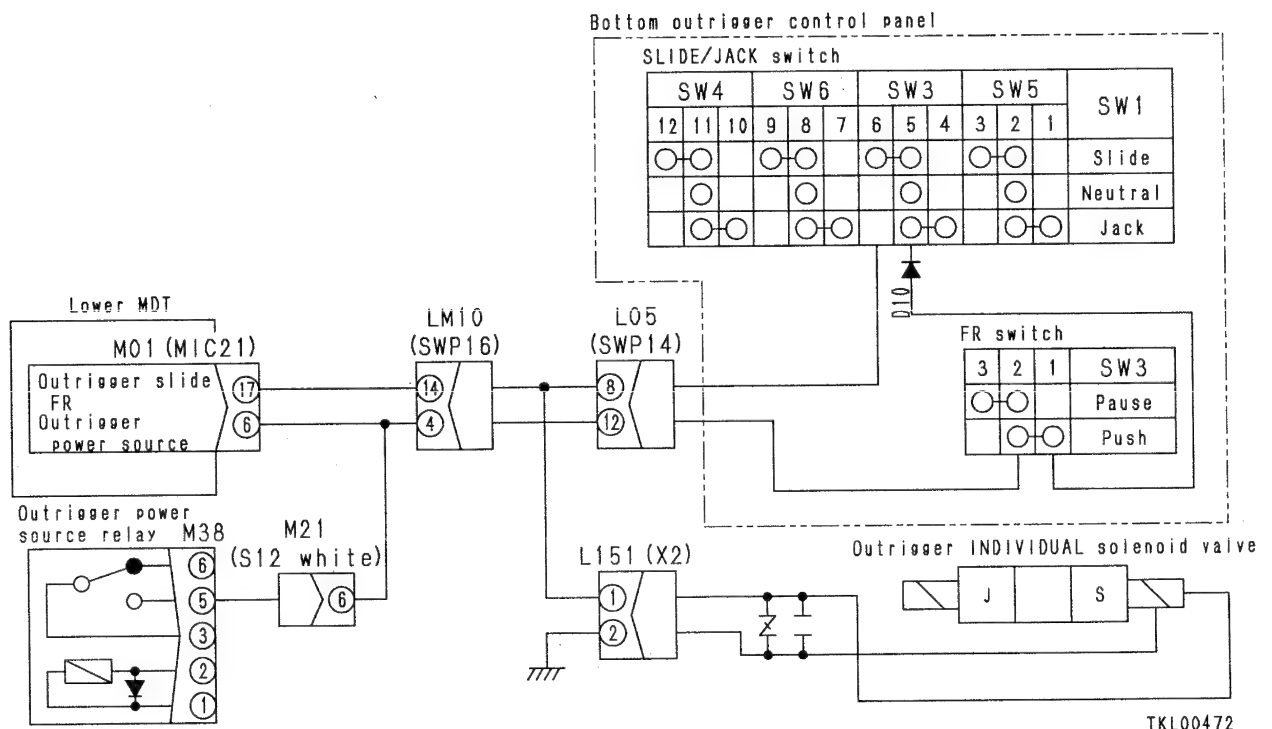 Bottom outrigger control panel
SLIDE/JACK switch
SW4 SW6 SW3 SW5 SW1
12 11 10 9 8 7 6 5 4 3 2 1
Slide
Neutral
Jack
D10
FR switch
3 2 1 SW3
Pause
Push
Lower MDT
M01 (MIC21)
Outrigger slide
FR
17
Outrigger
power source
6
LM10
(SWP16)
14
4
L05
(SWP14)
8
12
Outrigger power
source relay
M38
6
5
3
2
1
M21
(S12 white)
6
L151 (X2)
1
2
Outrigger INDIVIDUAL solenoid valve
J S
TKL00472